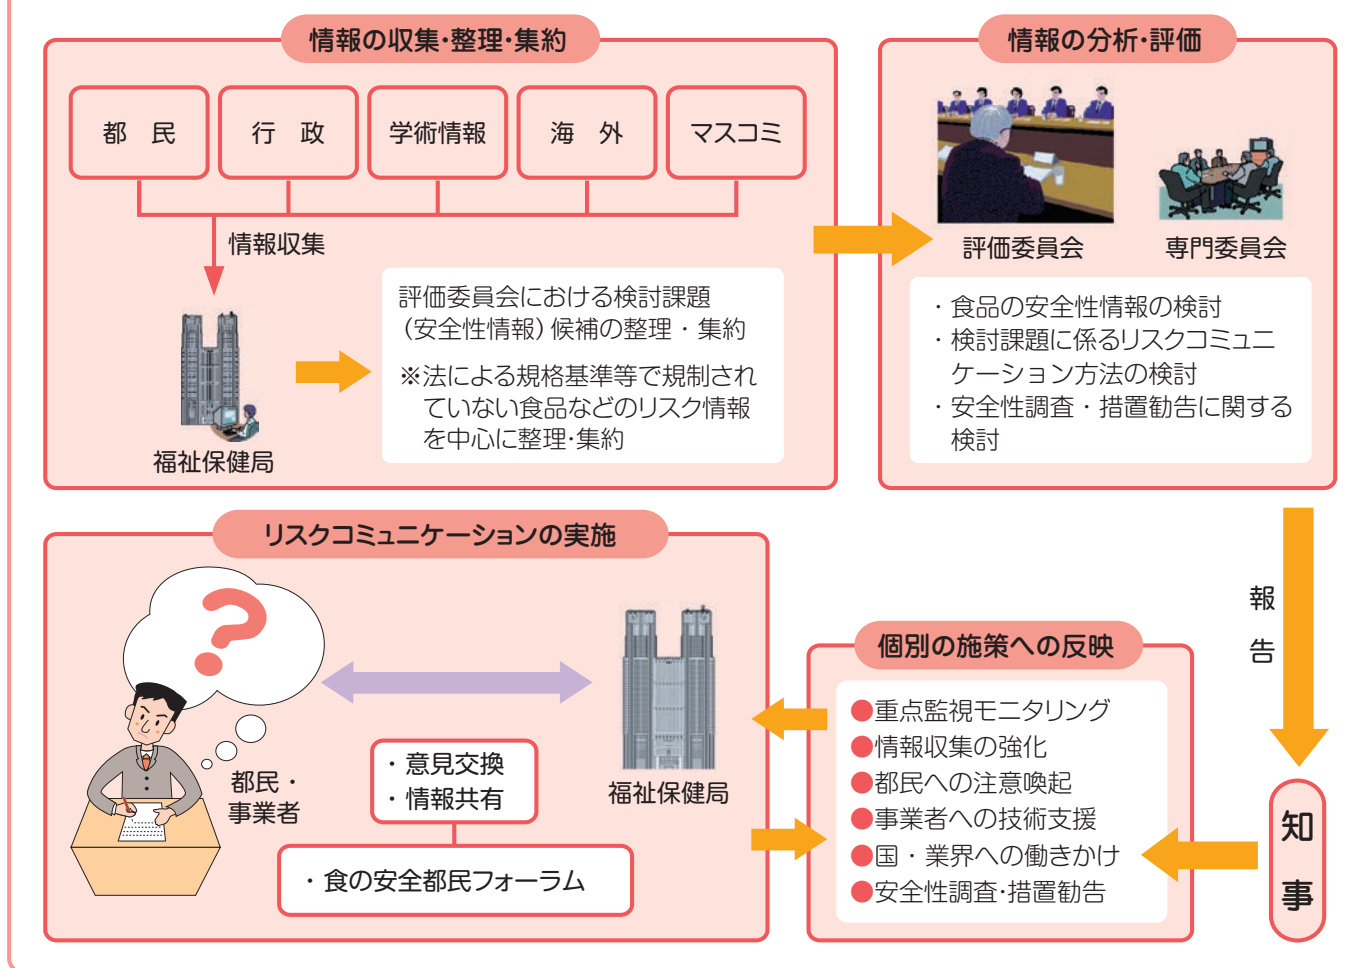 情報の収集・整理・集約
都　民
行　政
学術情報
海　外
マスコミ
情報収集
福祉保健局
評価委員会における検討課題
（安全性情報）候補の整理・集約
※法による規格基準等で規制され
ていない食品などのリスク情報
を中心に整理・集約
情報の分析・評価
評価委員会
専門委員会
・食品の安全性情報の検討
・検討課題に係るリスクコミュニ
ケーション方法の検討
・安全性調査・措置勧告に関する
検討
報告
知事
個別の施策への反映
●重点監視モニタリング
●情報収集の強化
●都民への注意喚起
●事業者への技術支援
●国・業界への働きかけ
●安全性調査・措置勧告
リスクコミュニケーションの実施
?
都民・
事業者
・意見交換
・情報共有
・食の安全都民フォーラム
福祉保健局